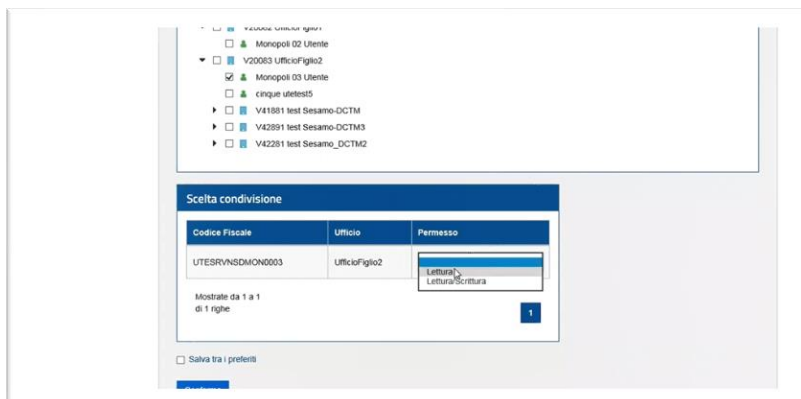 V20082 UfficioFiglio1
Monopoli 02 Utente
V20083 UfficioFiglio2
Monopoli 03 Utente
cinque utetest5
V41881 test Sesamo-DCTM
V42891 test Sesamo-DCTM3
V42281 test Sesamo_DCTM2
Scelta condivisione
Codice Fiscale Ufficio Permesso
UTESRVNSDMON0003 UfficioFiglio2
Lettura
Lettura/Scrittura
Mostrate da 1 a 1
di 1 righe
1
Salva tra i preferiti